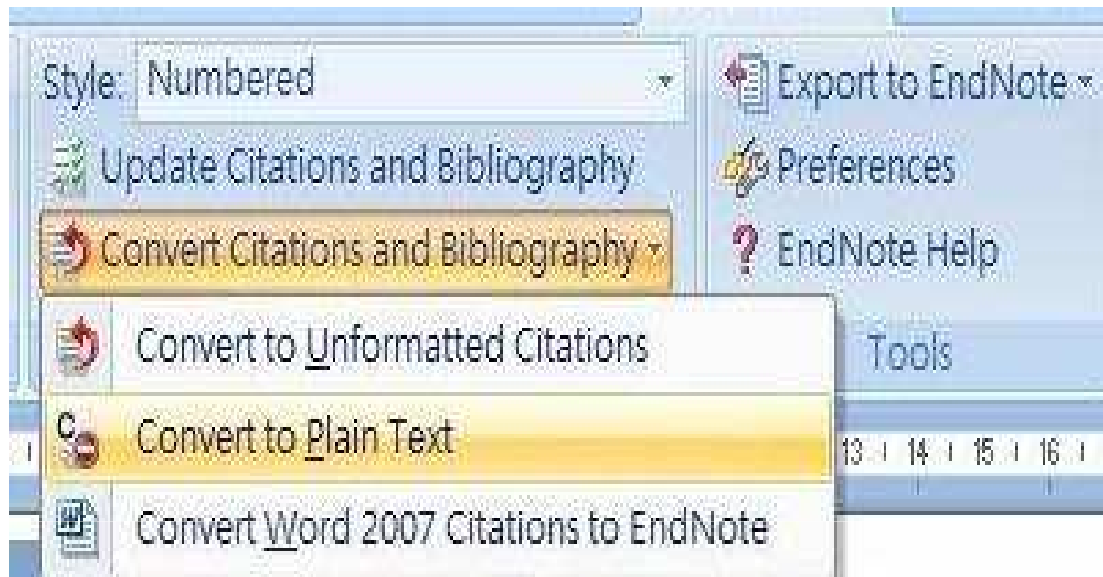 Style: Numbered
Update Citations and Bibliography
Convert Citations and Bibliography
Convert to Unformatted Citations
Convert to Plain Text
Convert Word 2007 Citations to EndNote
Export to EndNote
Preferences
EndNote Help
Tools
13 14 15 16